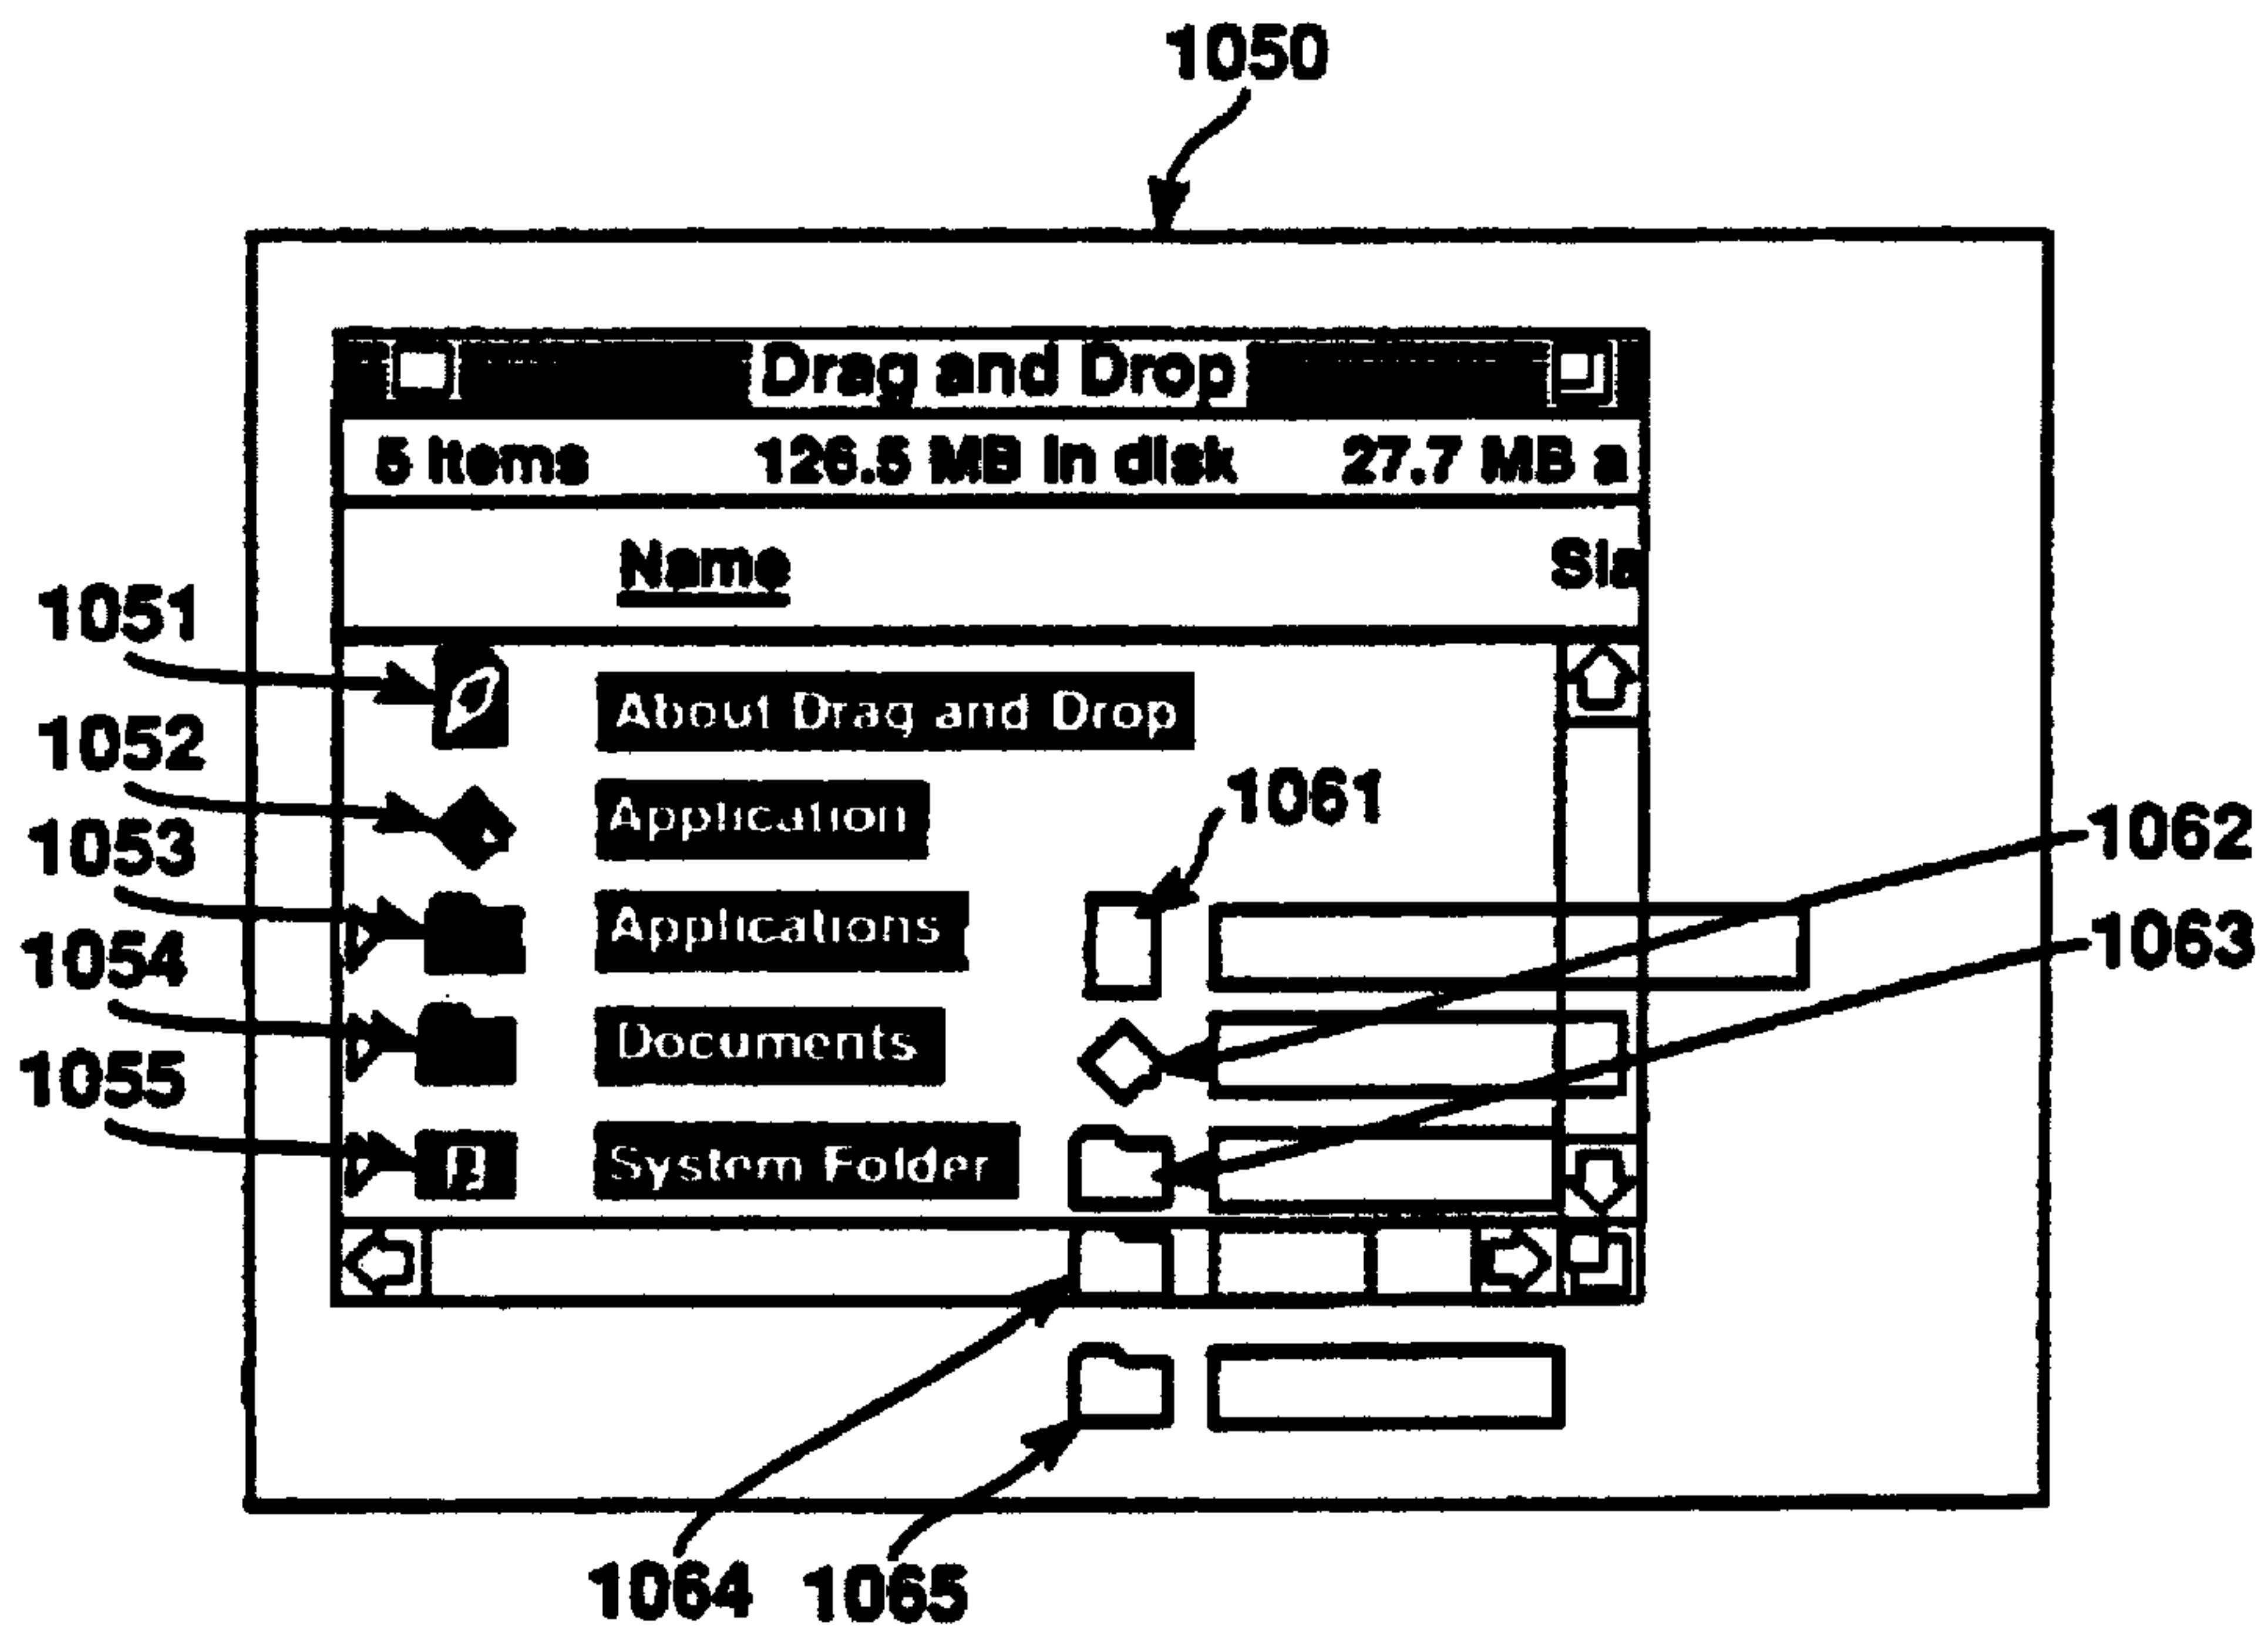 1050
Drag and Drop
5 items 126.5 MB in disk 27.7 MB a
Name
1051
About Drag and Drop
1052
Application
1061
1062
1053
Applications
1063
1054
Documents
1055
System Folder
1064 1065